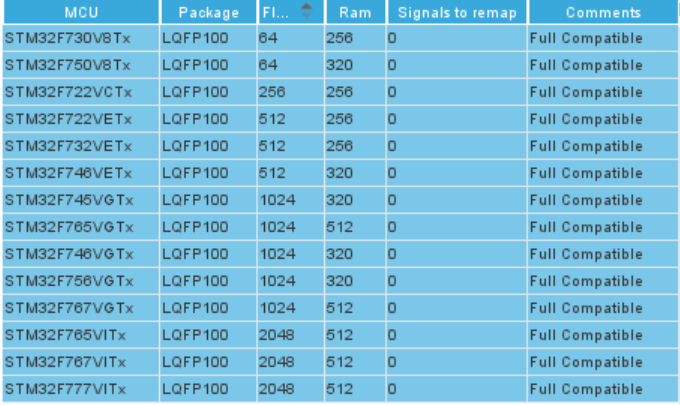 MCU Package Fl... Ram Signals to remap Comments
STM32F730V8Tx LQFP100 64 256 0 Full Compatible
STM32F750V8Tx LQFP100 64 320 0 Full Compatible
STM32F722VCTx LQFP100 256 256 0 Full Compatible
STM32F722VETx LQFP100 512 256 0 Full Compatible
STM32F732VETx LQFP100 512 256 0 Full Compatible
STM32F746VETx LQFP100 512 320 0 Full Compatible
STM32F745VGTx LQFP100 1024 320 0 Full Compatible
STM32F765VGTx LQFP100 1024 512 0 Full Compatible
STM32F746VGTx LQFP100 1024 320 0 Full Compatible
STM32F756VGTx LQFP100 1024 320 0 Full Compatible
STM32F767VGTx LQFP100 1024 512 0 Full Compatible
STM32F765VITx LQFP100 2048 512 0 Full Compatible
STM32F767VITx LQFP100 2048 512 0 Full Compatible
STM32F777VITx LQFP100 2048 512 0 Full Compatible